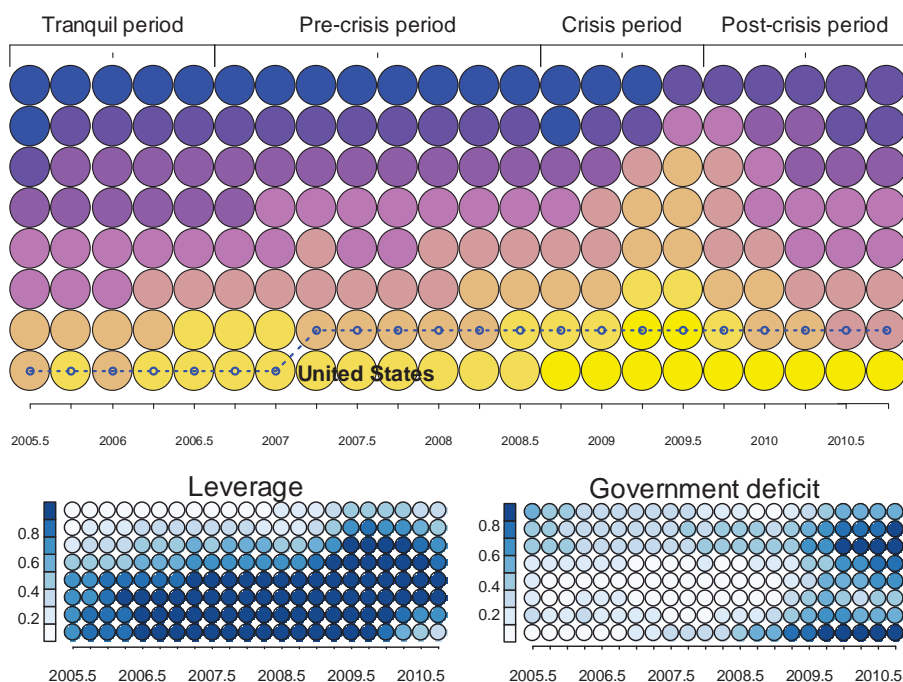 Tranquil period Pre-crisis period Crisis period Post-crisis period
United States
2005.5 2006 2006.5 2007 2007.5 2008 2008.5 2009 2009.5 2010 2010.5
Leverage Government deficit
0.8 0.8
0.6 0.6
0.4 0.4
0.2 0.2
2005.5 2006.5 2007.5 2008.5 2009.5 2010.5 2005.5 2006.5 2007.5 2008.5 2009.5 2010.5